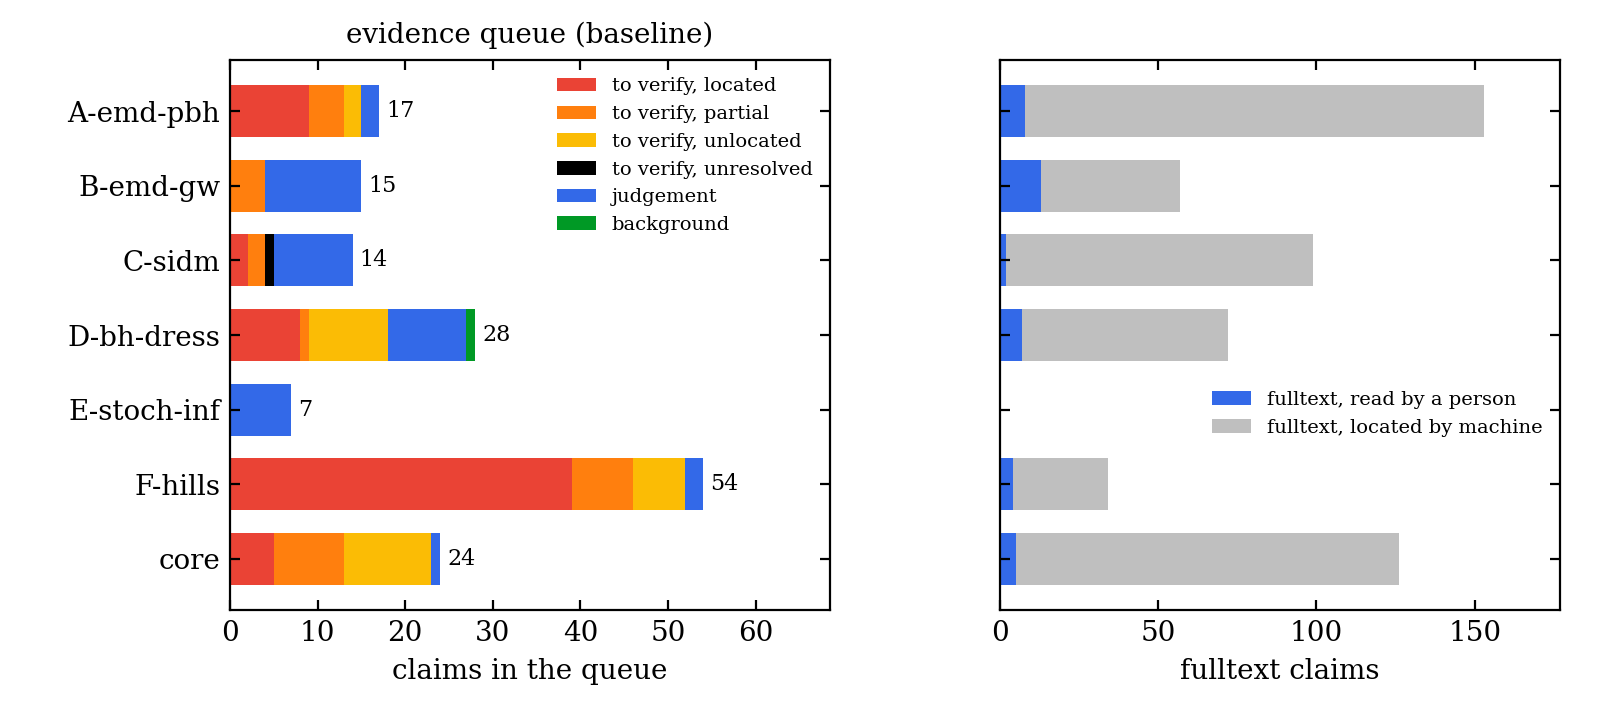 evidence queue (baseline)
A-emd-pbh
B-emd-gw
C-sidm
D-bh-dress
E-stoch-inf
F-hills
core
17
15
14
28
7
54
24
to verify, located
to verify, partial
to verify, unlocated
to verify, unresolved
judgement
background
0 10 20 30 40 50 60
claims in the queue
fulltext, read by a person
fulltext, located by machine
0 50 100 150
fulltext claims